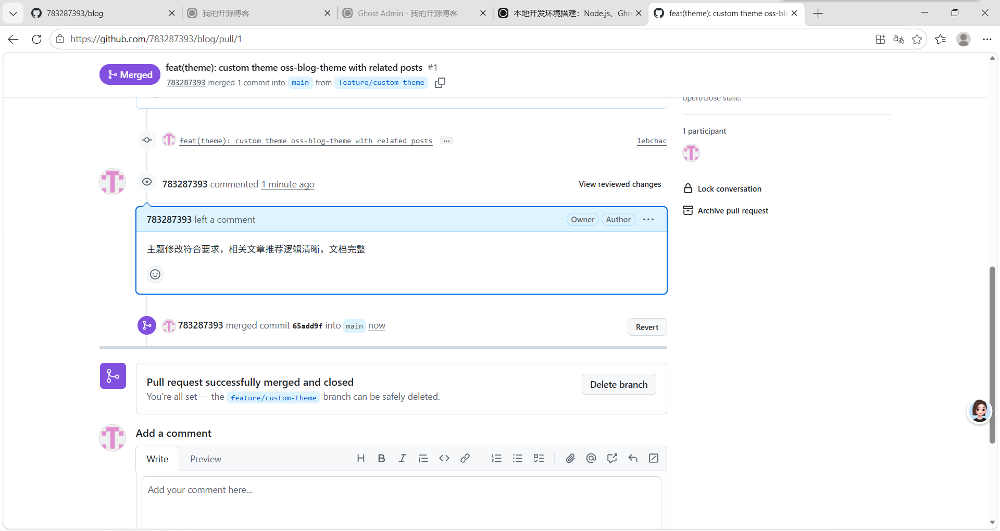 783287393/blog
我的开源博客
Ghost Admin - 我的开源博客
本地开发环境搭建：Node.js、Gho
feat(theme): custom theme oss-blo
https://github.com/783287393/blog/pull/1
Merged
feat(theme): custom theme oss-blog-theme with related posts #1
783287393 merged 1 commit into main from feature/custom-theme
open/close state.
feat(theme): custom theme oss-blog-theme with related posts ... 1ebcbac
1 participant
783287393 commented 1 minute ago
View reviewed changes
Lock conversation
Archive pull request
783287393 left a comment
Owner Author
主题修改符合要求，相关文章推荐逻辑清晰，文档完整
783287393 merged commit 65add9f into main now
Revert
Pull request successfully merged and closed
You're all set — the feature/custom-theme branch can be safely deleted.
Delete branch
Add a comment
Write Preview
Add your comment here...